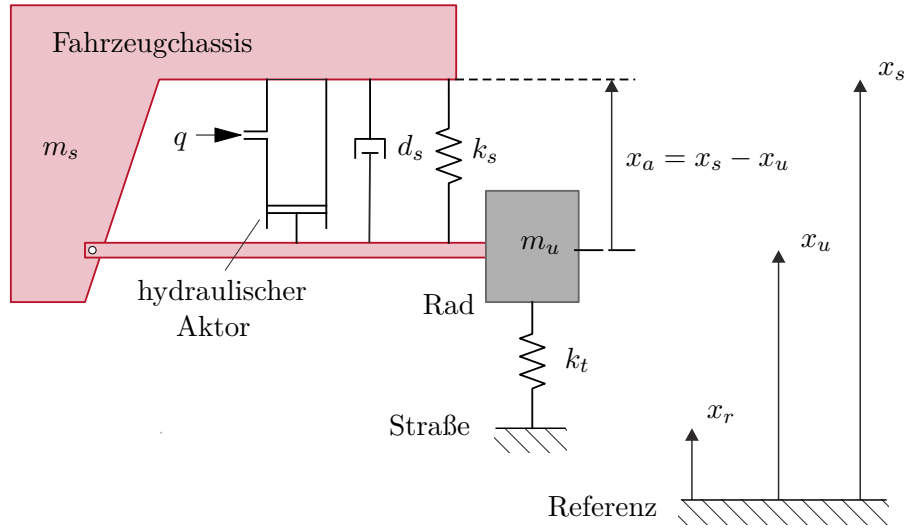 Fahrzeugchassis
x_s
m_s
q
d_s
k_s
x_a = x_s − x_u
m_u
x_u
hydraulischer
Aktor
Rad
k_t
x_r
Straße
Referenz